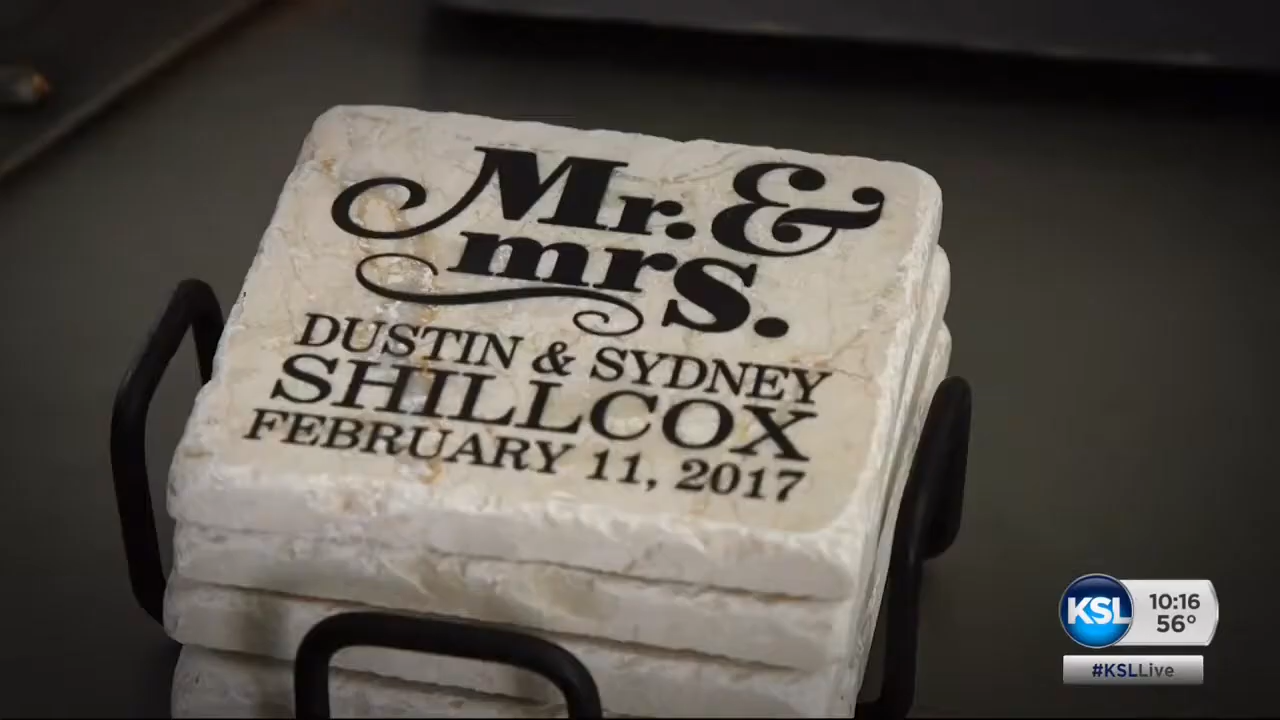 Mr. &
mrs.
DUSTIN & SYDNEY
SHILLCOX
FEBRUARY 11, 2017
KSL
10:16
56°
#KSLLive